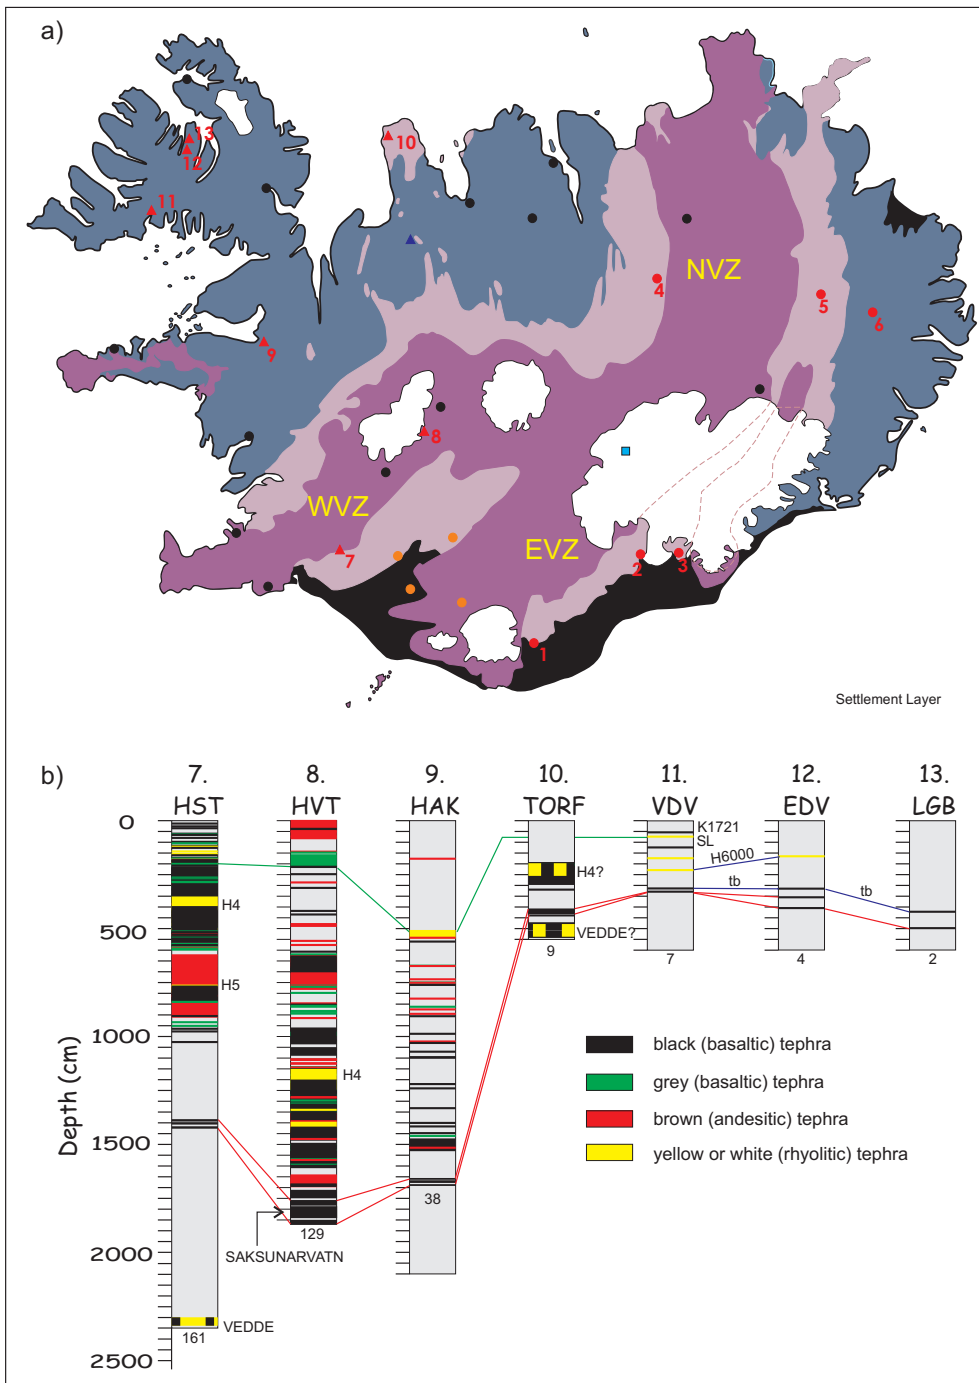 a)
13
12
11
10
NVZ
4
5
6
9
8
WVZ
7
EVZ
2
3
1
Settlement Layer
b)
7. 8. 9. 10. 11. 12. 13.
HST HVT HAK TORF VDV EDV LGB
0
K1721
SL
H6000
H4?
tb
tb
H4
500
VEDDE?
9
7
4
2
H5
1000
black (basaltic) tephra
H4
grey (basaltic) tephra
brown (andesitic) tephra
yellow or white (rhyolitic) tephra
Depth (cm)
1500
38
129
SAKSUNARVATN
2000
VEDDE
161
2500